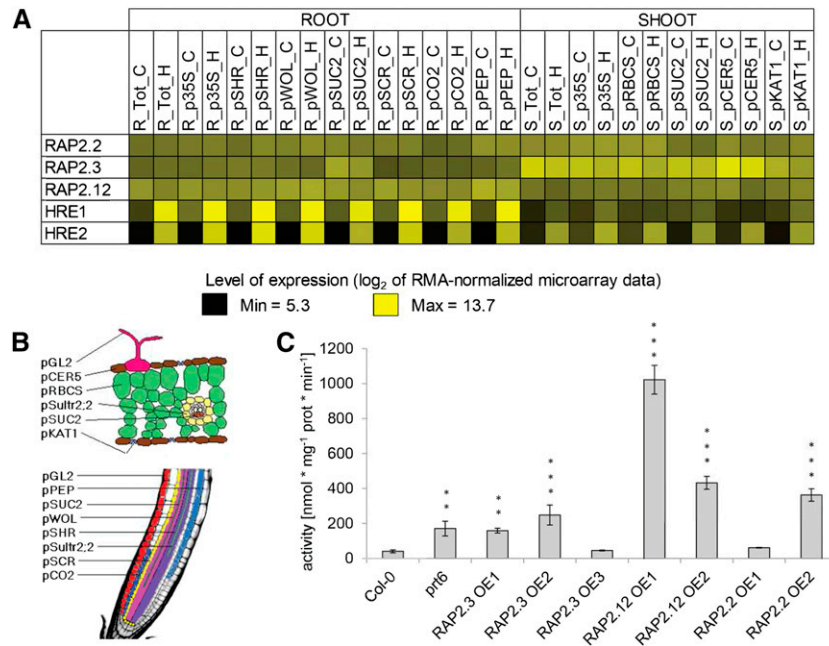 A
ROOT SHOOT
R_Tot_C R_Tot_H R_p35S_C R_p35S_H R_pSHR_C R_pSHR_H R_pWOL_C R_pWOL_H R_pSUC2_C R_pSUC2_H R_pSCR_C R_pSCR_H R_pCO2_C R_pCO2_H R_pPEP_C R_pPEP_H S_Tot_C S_Tot_H S_p35S_C S_p35S_H S_pRBCS_C S_pRBCS_H S_pSUC2_C S_pSUC2_H S_pCER5_C S_pCER5_H S_pKAT1_C S_pKAT1_H
RAP2.2
RAP2.3
RAP2.12
HRE1
HRE2
Level of expression (log2 of RMA-normalized microarray data)
Min = 5.3 Max = 13.7
B
pGL2
pCER5
pRBCS
pSultr2;2
pSUC2
pKAT1
pGL2
pPEP
pSUC2
pWOL
pSHR
pSultr2;2
pSCR
pCO2
C
activity [nmol * mg-1 prot * min-1]
1200
1000
800
600
400
200
0
* *
* *
* * *
* * *
* * *
* * *
Col-0
prt6
RAP2.3 OE1
RAP2.3 OE2
RAP2.3 OE3
RAP2.12 OE1
RAP2.12 OE2
RAP2.2 OE1
RAP2.2 OE2